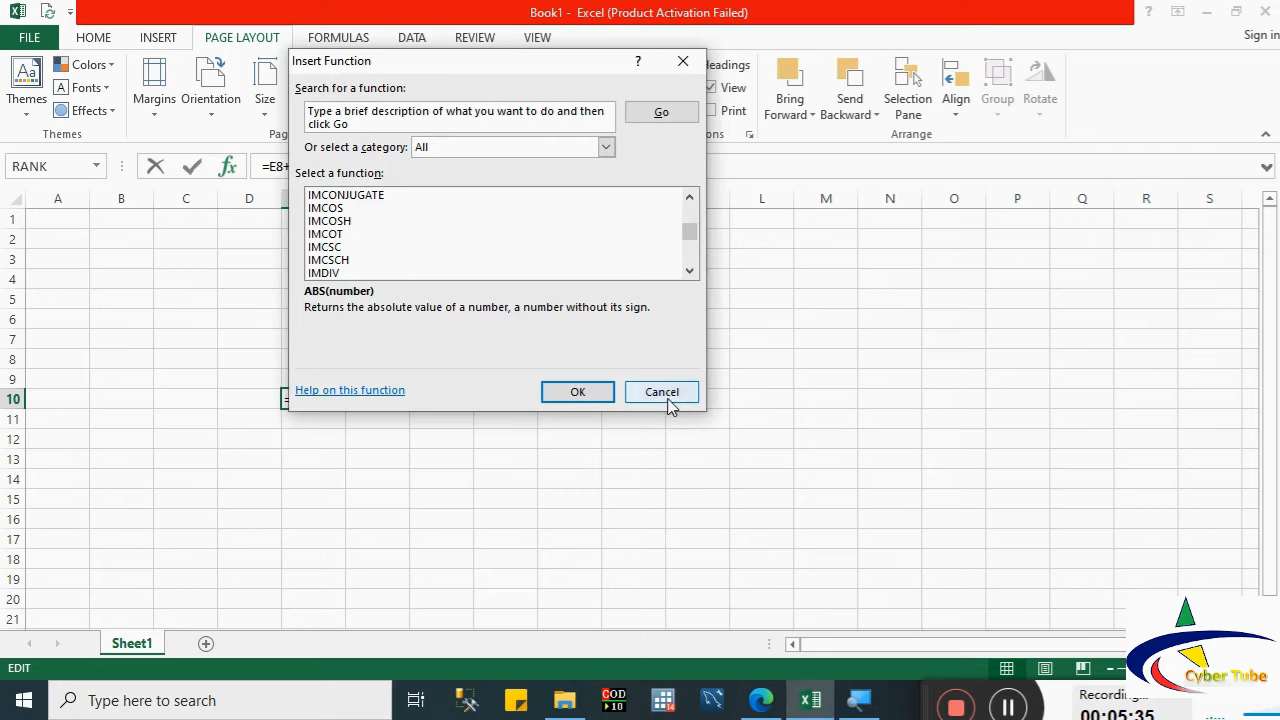 Book1 - Excel (Product Activation Failed)
FILE HOME INSERT PAGE LAYOUT FORMULAS DATA REVIEW VIEW
Sign in
Themes
Colors
Fonts
Effects
Margins
Orientation
Size
View
Print
Headings
Bring Forward
Send Backward
Selection Pane
Align
Group
Rotate
Themes
Arrange
Insert Function
Search for a function:
Type a brief description of what you want to do and then
click Go
Go
Or select a category: All
Select a function:
IMCONJUGATE
IMCOS
IMCOSH
IMCOT
IMCSC
IMCSCH
IMDIV
ABS(number)
Returns the absolute value of a number, a number without its sign.
Help on this function
OK
Cancel
RANK
fx
=E8+
A B C D L M N O P Q R S
1
2
3
4
5
6
7
8
9
10 =
11
12
13
14
15
16
17
18
19
20
21
Sheet1
EDIT
Type here to search
COD
10
14
Cyber Tube
Recording...
00:05:35